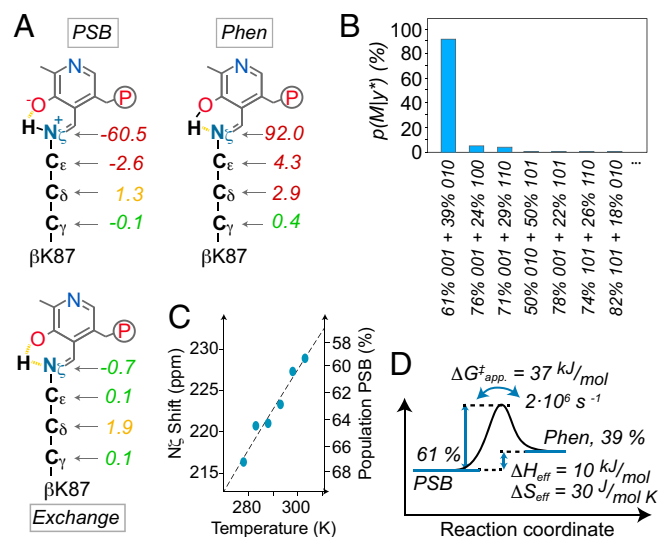 A
PSB
Phen
N
P
O⁻
H
N⁺ζ
-60.5
Cε
-2.6
Cδ
1.3
Cγ
-0.1
βK87
N
P
O
H
Nζ
92.0
Cε
4.3
Cδ
2.9
Cγ
0.4
βK87
N
P
O
H
Nζ
-0.7
Cε
0.1
Cδ
1.9
Cγ
0.1
βK87
Exchange
B
p(M|y*) (%)
100
80
60
40
20
0
61% 001 + 39% 010
76% 001 + 24% 100
71% 001 + 29% 110
50% 010 + 50% 101
78% 001 + 22% 101
74% 101 + 26% 110
82% 101 + 18% 010
...
C
Nζ Shift (ppm)
230
225
220
215
280
300
Temperature (K)
58
60
62
64
66
68
Population PSB (%)
D
ΔG‡app. = 37 kJ/mol
2·10⁶ s⁻¹
61 %
Phen, 39 %
PSB
ΔHeff = 10 kJ/mol
ΔSeff = 30 J/mol K
Reaction coordinate